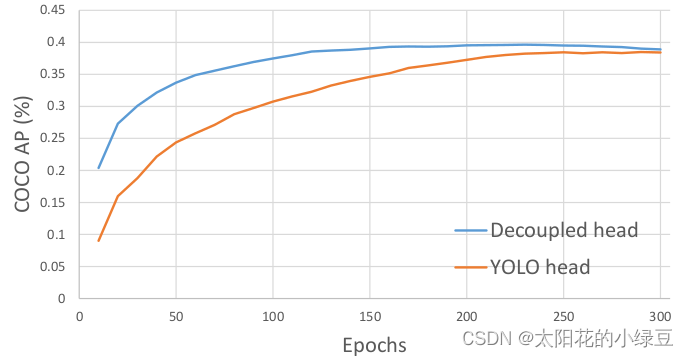 0.45
0.4
0.35
0.3
0.25
0.2
0.15
0.1
0.05
0
COCO AP (%)
Decoupled head
YOLO head
0 50 100 150 200 250 300
Epochs
CSDN @太阳花的小绿豆